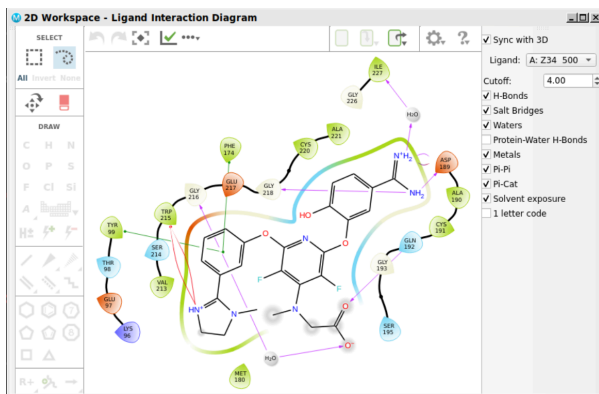 2D Workspace - Ligand Interaction Diagram
SELECT
All Invert None
DRAW
C H N
O P S
F Cl Si
A
H±
R+
ILE
227
GLY
226
H₂O
ALA
221
CYS
220
PHE
174
GLU
217
GLY
216
GLY
218
TRP
215
TYR
99
SER
214
THR
98
VAL
213
GLU
97
LYS
96
ASP
189
ALA
190
CYS
191
GLN
192
GLY
193
SER
195
MET
180
H₂O
N⁺H₂
NH₂
HO
O
N
O
F
F
N
HN⁺
N
O
O⁻
Sync with 3D
Ligand: A: Z34 500
Cutoff: 4.00
H-Bonds
Salt Bridges
Waters
Protein-Water H-Bonds
Metals
Pi-Pi
Pi-Cat
Solvent exposure
1 letter code